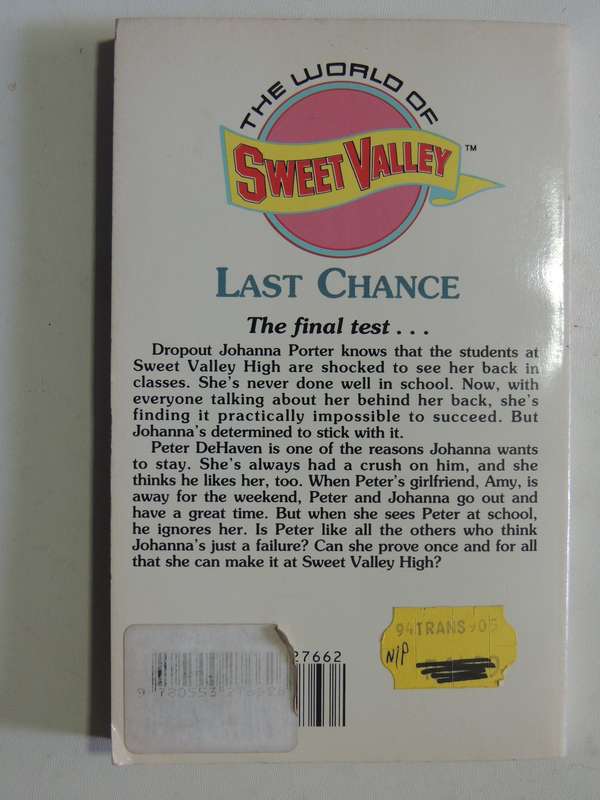 THE WORLD OF
SWEET VALLEY
™
LAST CHANCE
The final test . . .
Dropout Johanna Porter knows that the students at
Sweet Valley High are shocked to see her back in
classes. She's never done well in school. Now, with
everyone talking about her behind her back, she's
finding it practically impossible to succeed. But
Johanna's determined to stick with it.
Peter DeHaven is one of the reasons Johanna wants
to stay. She's always had a crush on him, and she
thinks he likes her, too. When Peter's girlfriend, Amy, is
away for the weekend, Peter and Johanna go out and
have a great time. But when she sees Peter at school,
he ignores her. Is Peter like all the others who think
Johanna's just a failure? Can she prove once and for all
that she can make it at Sweet Valley High?
94TRANS 05
N/P
27662